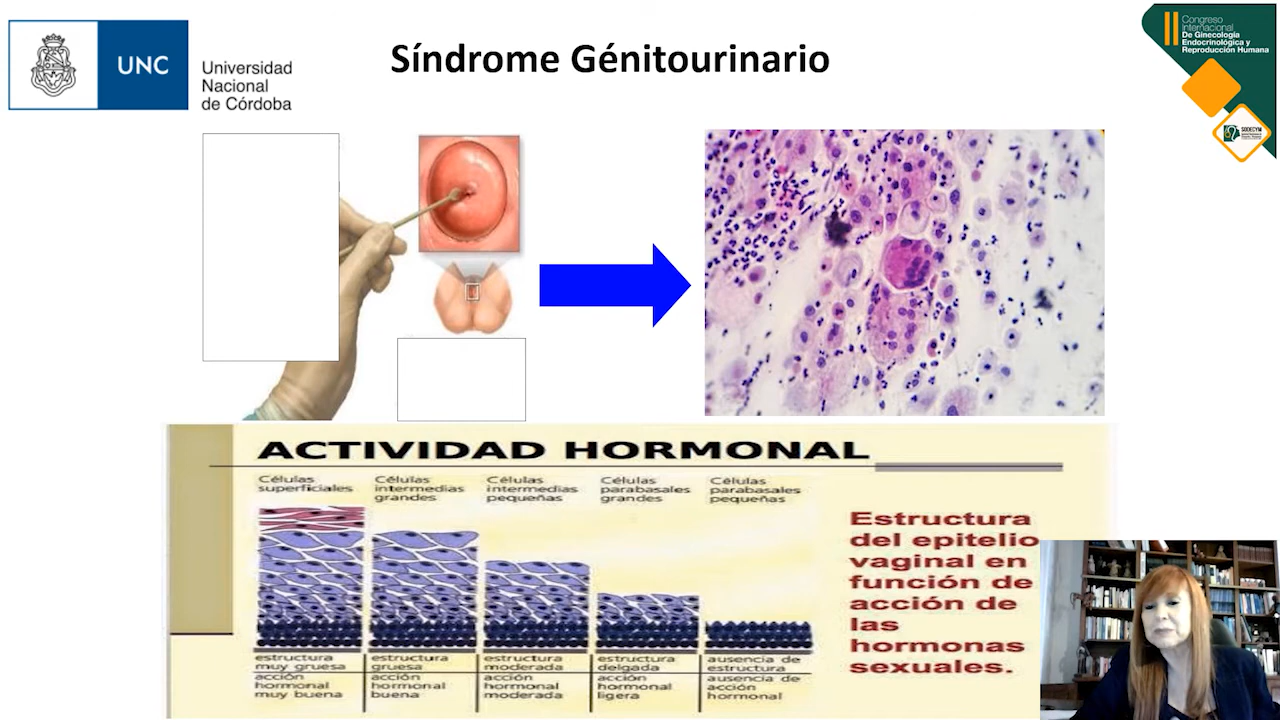 UNC
Universidad
Nacional
de Córdoba
Síndrome Génitourinario
II Congreso
Internacional
De Ginecología
Endocrinológica y
Reproducción Humana
SODECYM
ACTIVIDAD HORMONAL
Células
superficiales
Células
intermedias
grandes
Células
intermedias
pequeñas
Células
parabasales
grandes
Células
parabasales
pequeñas
estructura
muy gruesa
acción
hormonal
muy buena
estructura
gruesa
acción
hormonal
buena
estructura
moderada
acción
hormonal
moderada
estructura
delgada
acción
hormonal
ligera
ausencia de
estructura
ausencia de
acción
hormonal
Estructura
del epitelio
vaginal en
función de
acción de
las
hormonas
sexuales.